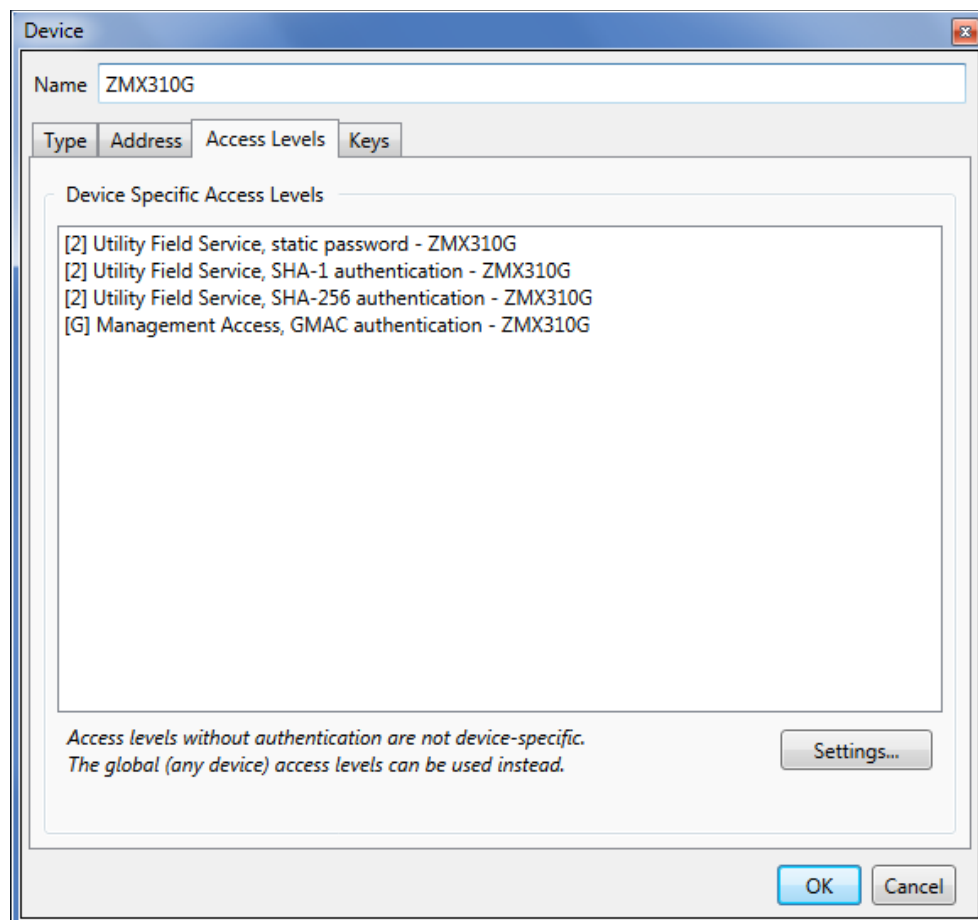 Device
Name ZMX310G
Type Address Access Levels Keys
Device Specific Access Levels
[2] Utility Field Service, static password - ZMX310G
[2] Utility Field Service, SHA-1 authentication - ZMX310G
[2] Utility Field Service, SHA-256 authentication - ZMX310G
[G] Management Access, GMAC authentication - ZMX310G
Access levels without authentication are not device-specific.
The global (any device) access levels can be used instead.
Settings...
OK Cancel